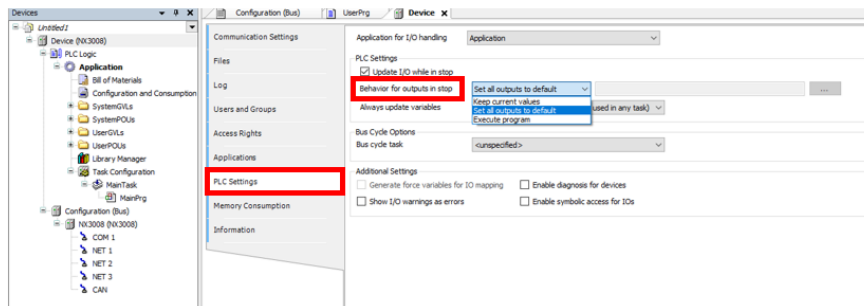 Devices
Untitled1
Device (NX3008)
PLC Logic
Application
Bill of Materials
Configuration and Consumption
SystemGVLs
SystemPOUs
UserGVLs
UserPOUs
Library Manager
Task Configuration
MainTask
MainPrg
Configuration (Bus)
NX3008 (NX3008)
COM 1
NET 1
NET 2
NET 3
CAN
Configuration (Bus)
UserPrg
Device
Communication Settings
Files
Log
Users and Groups
Access Rights
Applications
PLC Settings
Memory Consumption
Information
Application for I/O handling
Application
PLC Settings
Update I/O while in stop
Behavior for outputs in stop
Set all outputs to default
...
Keep current values
Set all outputs to default
Execute program
Always update variables
used in any task)
Bus Cycle Options
Bus cycle task
<unspecified>
Additional Settings
Generate force variables for IO mapping
Enable diagnosis for devices
Show I/O warnings as errors
Enable symbolic access for IOs